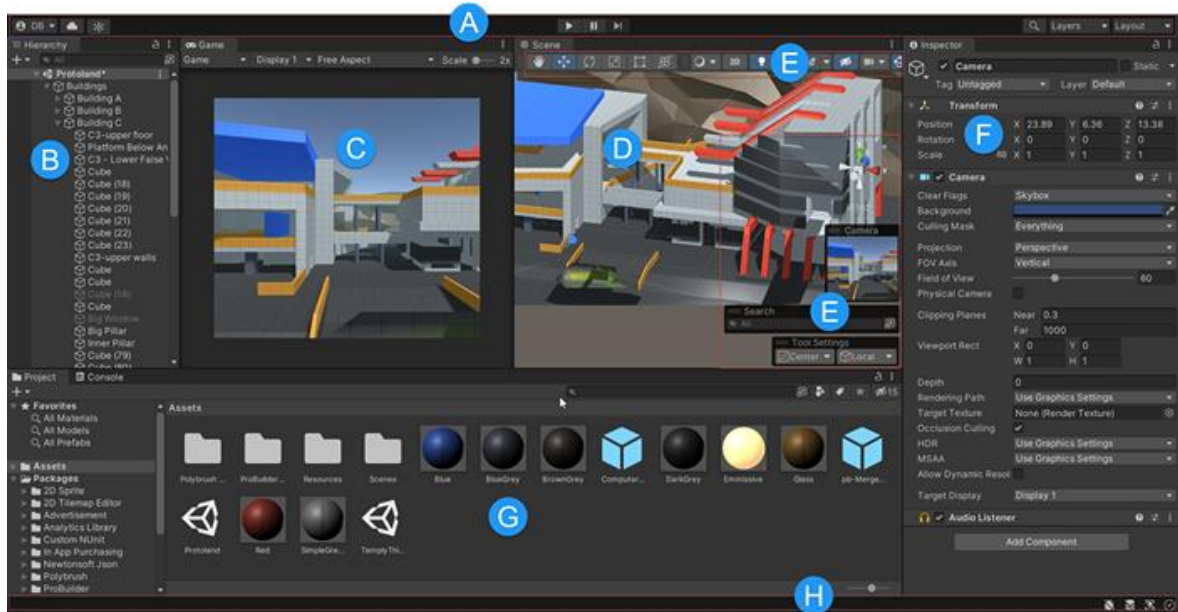 DB
A
Layers
Layout
Hierarchy
All
Protoland*
Buildings
Building A
Building B
Building C
C3-upper floor
Platform Below An
C3 - Lower False
Cube
Cube (18)
Cube (19)
Cube (20)
Cube (21)
Cube (22)
Cube (23)
C3-upper walls
Cube
Cube
Cube
Big Window
Big Pillar
Inner Pillar
Cube (79)
Cube (80)
B
Game
Game
Display 1
Free Aspect
Scale
2x
C
Scene
2D
E
D
Camera
Search
All
E
Tool Settings
Center
Local
Inspector
Camera
Static
Tag Untagged
Layer Default
Transform
Position X 23.89 Y 6.36 Z 13.38
Rotation X 0 Y 0 Z 0
Scale X 1 Y 1 Z 1
F
Camera
Clear Flags Skybox
Background
Culling Mask Everything
Projection Perspective
FOV Axis Vertical
Field of View 60
Physical Camera
Clipping Planes Near 0.3
Far 1000
Viewport Rect X 0 Y 0
W 1 H 1
Depth 0
Rendering Path Use Graphics Settings
Target Texture None (Render Texture)
Occlusion Culling
HDR Use Graphics Settings
MSAA Use Graphics Settings
Allow Dynamic Resol
Target Display Display 1
Audio Listener
Add Component
Project
Console
15
Favorites
All Materials
All Models
All Prefabs
Assets
Packages
2D Sprite
2D Tilemap Editor
Advertisement
Analytics Library
Custom NUnit
In App Purchasing
Newtonsoft Json
Polybrush
ProBuilder
Assets
Polybrush ...
ProBuilder...
Resources
Scenes
Blue
BlueGrey
BrownGrey
Computer...
DarkGrey
Emmissive
Glass
pb-Merge...
Protoland
Red
SimpleGre...
TemplyThi...
G
H